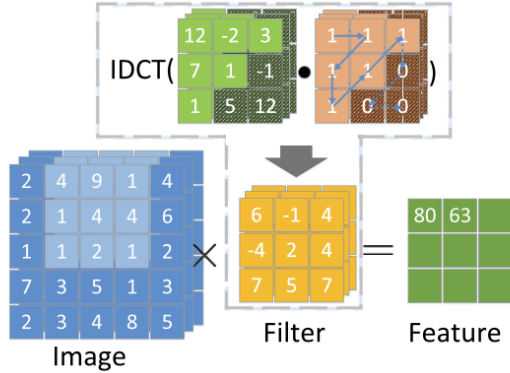 12 -2 3 1 1 1
IDCT( 7 1 -1 • 1 1 0 )
1 5 12 1 0 0
2 4 9 1 4
2 1 4 4 6 6 -1 4 80 63
1 1 2 1 2 × -4 2 4 =
7 3 5 1 3 7 5 7
2 3 4 8 5
Image Filter Feature